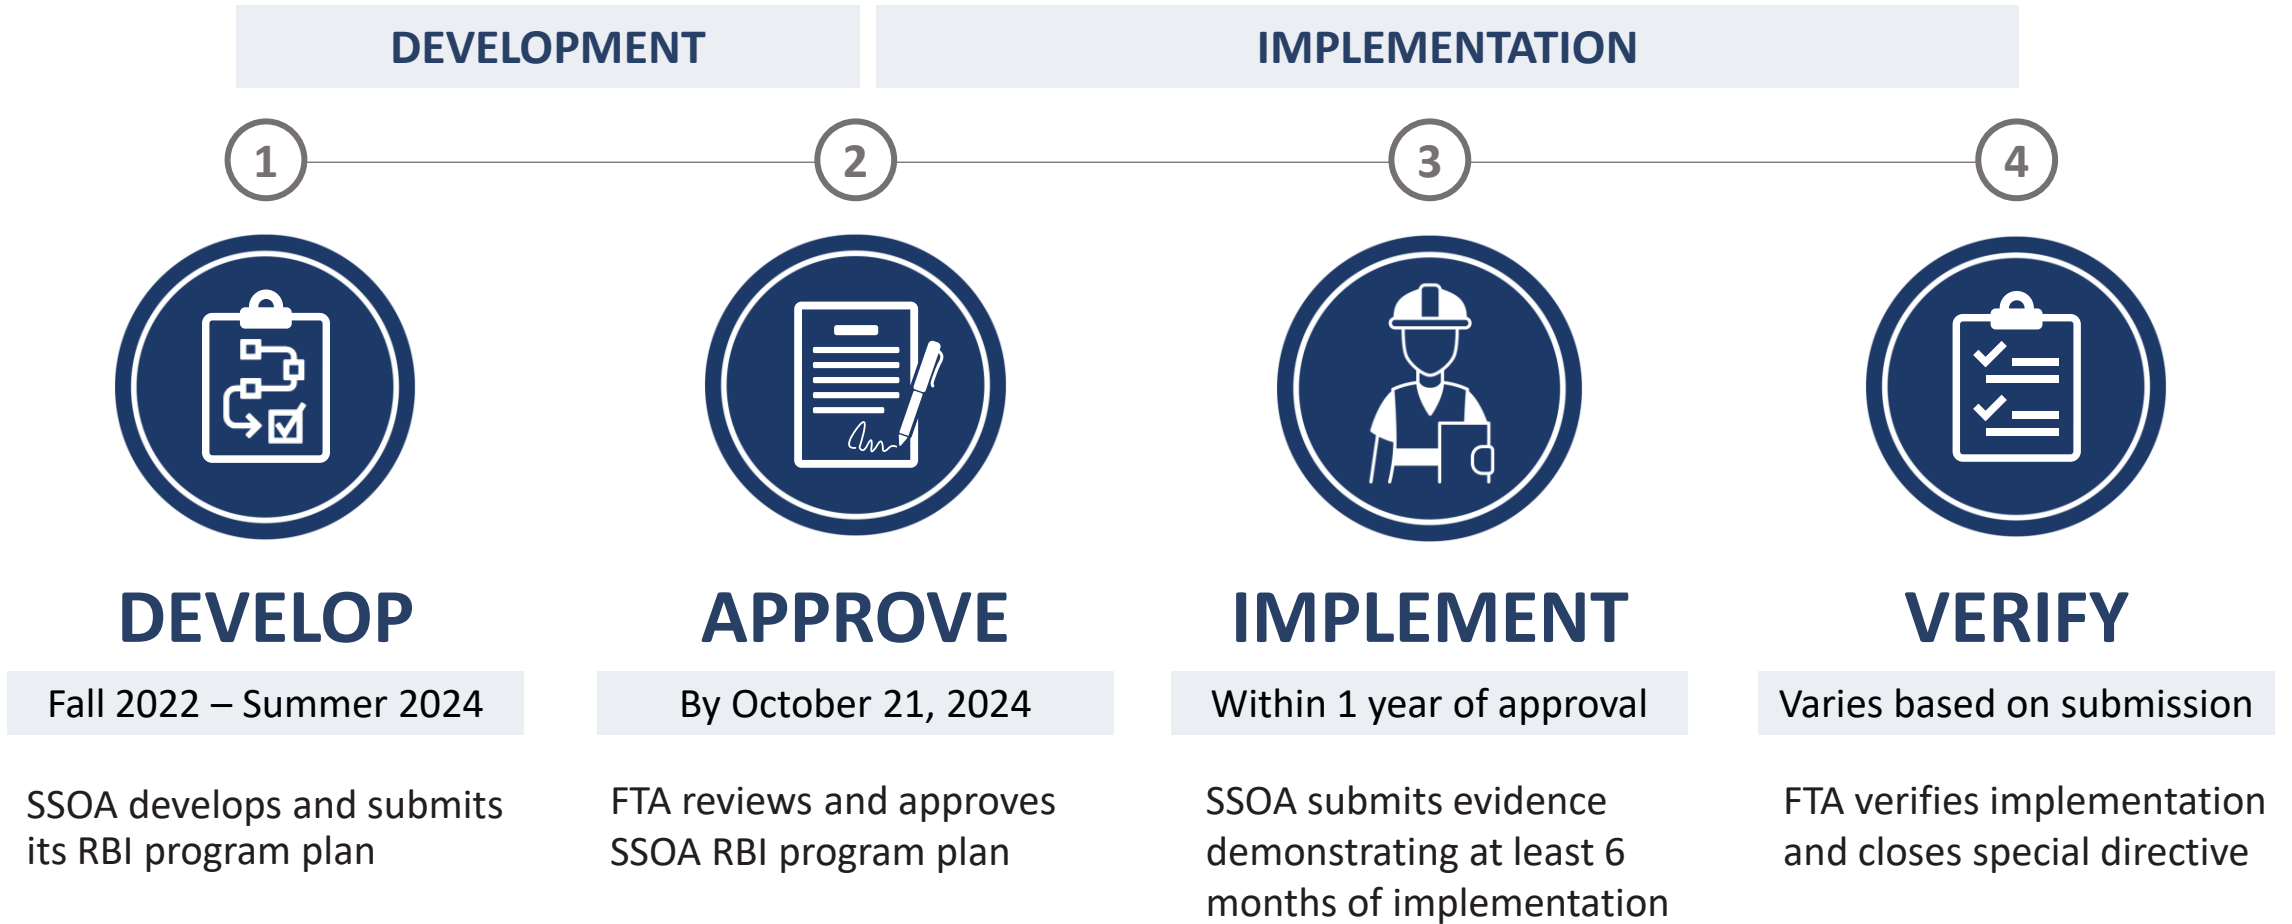 DEVELOPMENT
IMPLEMENTATION
1
2
3
4
DEVELOP
Fall 2022 – Summer 2024
SSOA develops and submits
its RBI program plan
APPROVE
By October 21, 2024
FTA reviews and approves
SSOA RBI program plan
IMPLEMENT
Within 1 year of approval
SSOA submits evidence
demonstrating at least 6
months of implementation
VERIFY
Varies based on submission
FTA verifies implementation
and closes special directive